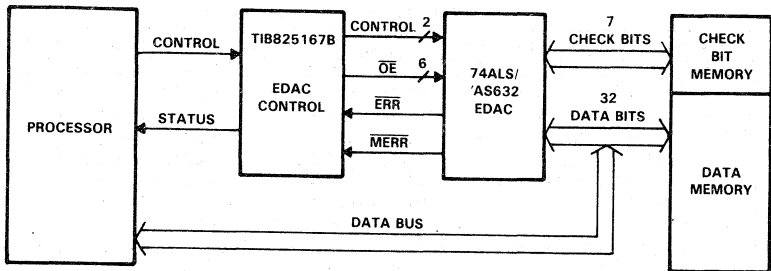 PROCESSOR
CONTROL
STATUS
TIB825167B
EDAC
CONTROL
CONTROL 2
OE 6
ERR
MERR
74ALS/
'AS632
EDAC
7
CHECK BITS
32
DATA BITS
CHECK
BIT
MEMORY
DATA
MEMORY
DATA BUS